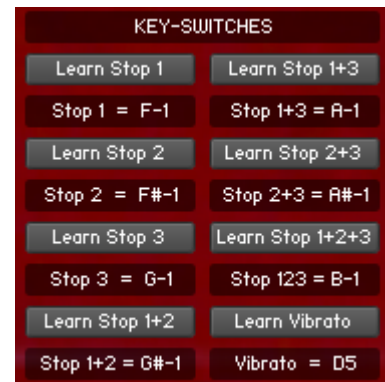 KEY-SWITCHES
Learn Stop 1 Learn Stop 1+3
Stop 1 = F-1 Stop 1+3 = A-1
Learn Stop 2 Learn Stop 2+3
Stop 2 = F#-1 Stop 2+3 = A#-1
Learn Stop 3 Learn Stop 1+2+3
Stop 3 = G-1 Stop 123 = B-1
Learn Stop 1+2 Learn Vibrato
Stop 1+2 = G#-1 Vibrato = D5